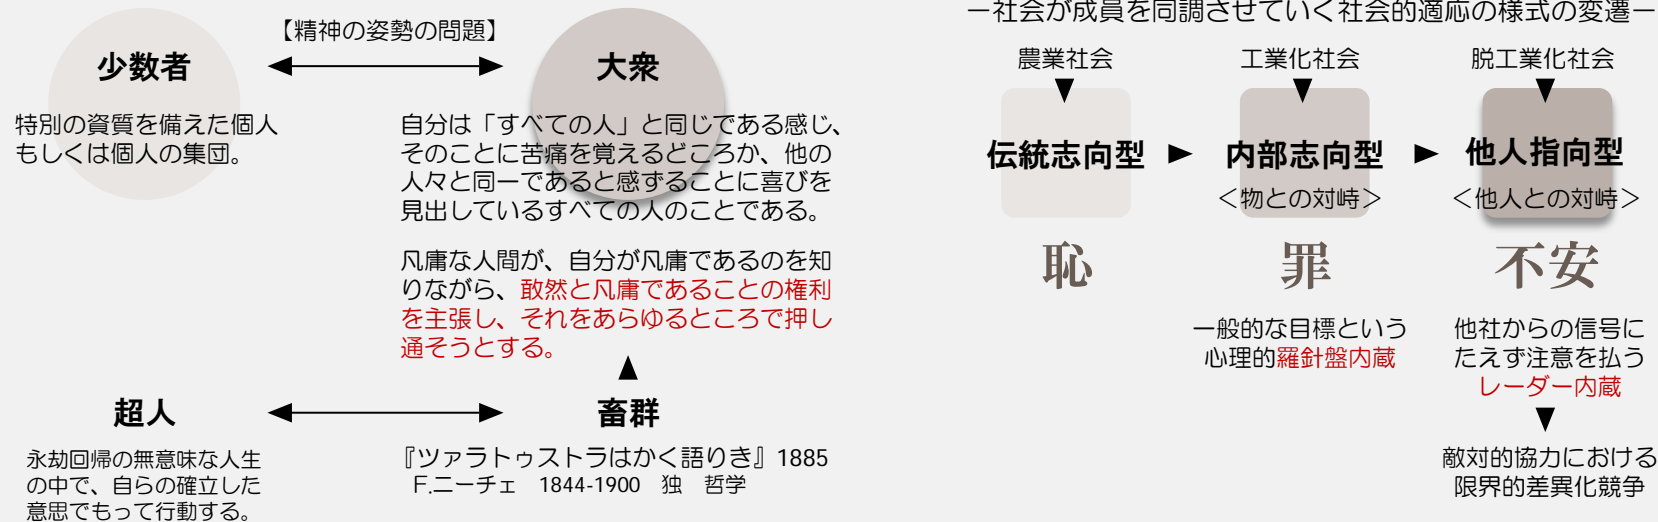 【精神の姿勢の問題】
少数者
大衆
特別の資質を備えた個人
もしくは個人の集団。
自分は「すべての人」と同じである感じ、
そのことに苦痛を覚えるどころか、他の
人々と同一であると感ずることに喜びを
見出しているすべての人のことである。
凡庸な人間が、自分が凡庸であるのを知
りながら、敢然と凡庸であることの権利
を主張し、それをあらゆるところで押し
通そうとする。
超人
畜群
永劫回帰の無意味な人生
の中で、自らの確立した
意思でもって行動する。
『ツァラトゥストラはかく語りき』1885
F.ニーチェ　1844-1900　独　哲学
ー社会が成員を同調させていく社会的適応の様式の変遷ー
農業社会
工業化社会
脱工業化社会
伝統志向型
内部志向型
他人指向型
＜物との対峙＞
＜他人との対峙＞
恥
罪
不安
一般的な目標という
心理的羅針盤内蔵
他社からの信号に
たえず注意を払う
レーダー内蔵
敵対的協力における
限界的差異化競争